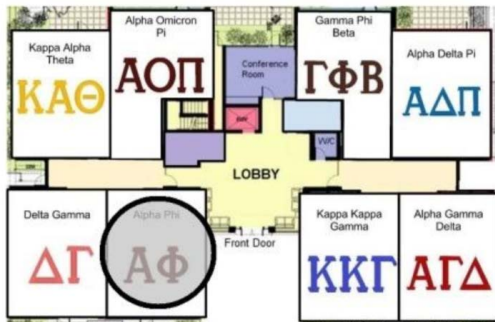 Kappa Alpha
Theta
ΚΑΘ
Alpha Omicron
Pi
ΑΟΠ
Conference
Room
Gamma Phi
Beta
ΓΦΒ
Alpha Delta Pi
ΑΔΠ
W/C
LOBBY
Delta Gamma
ΔΓ
Alpha Phi
ΑΦ
Front Door
Kappa Kappa
Gamma
ΚΚΓ
Alpha Gamma
Delta
ΑΓΔ